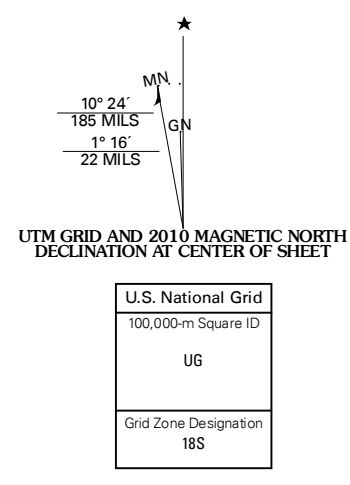 MN
10° 24´
185 MILS
GN
1° 16´
22 MILS
UTM GRID AND 2010 MAGNETIC NORTH
DECLINATION AT CENTER OF SHEET
U.S. National Grid
100,000-m Square ID
UG
Grid Zone Designation
18S